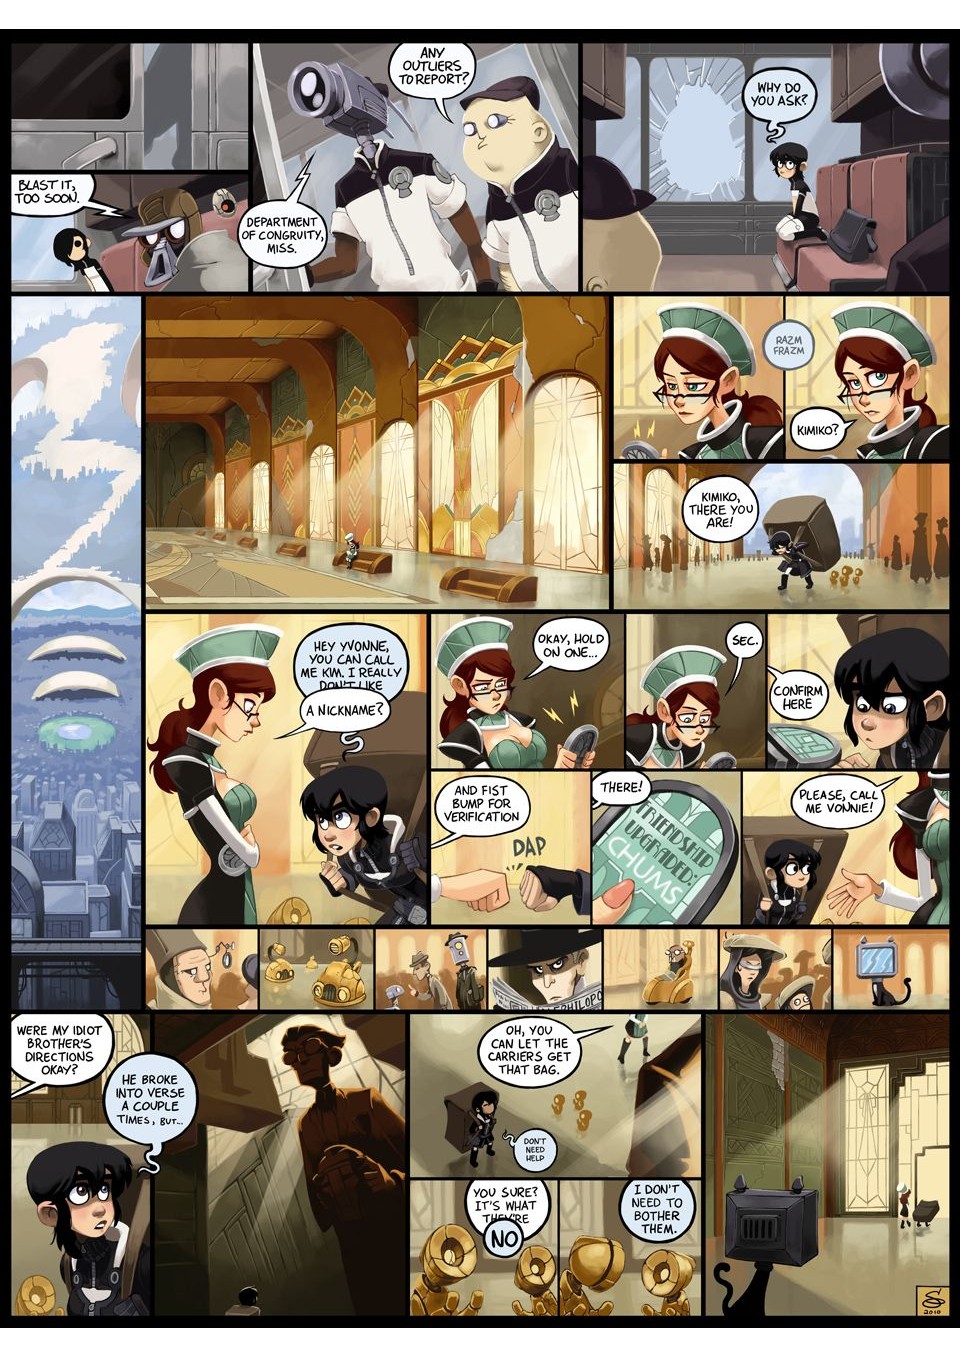 BLAST IT,
TOO SOON.
ANY
OUTLIERS
TO REPORT?
DEPARTMENT
OF CONGRUITY,
MISS.
WHY DO
YOU ASK?
RAZM
FRAZM
KIMIKO?
KIMIKO,
THERE YOU
ARE!
HEY YVONNE,
YOU CAN CALL
ME KIM. I REALLY
DON'T LIKE
A NICKNAME?
OKAY, HOLD
ON ONE...
SEC.
CONFIRM
HERE
AND FIST
BUMP FOR
VERIFICATION
DAP
THERE!
FRIENDSHIP
UPGRADED:
CHUMS
PLEASE, CALL
ME VONNIE!
WERE MY IDIOT
BROTHER'S
DIRECTIONS
OKAY?
HE BROKE
INTO VERSE
A COUPLE
TIMES, BUT...
OH, YOU
CAN LET THE
CARRIERS GET
THAT BAG.
DON'T
NEED
HELP
YOU SURE?
IT'S WHAT
THEY'RE
NO
I DON'T
NEED TO
BOTHER
THEM.
2010